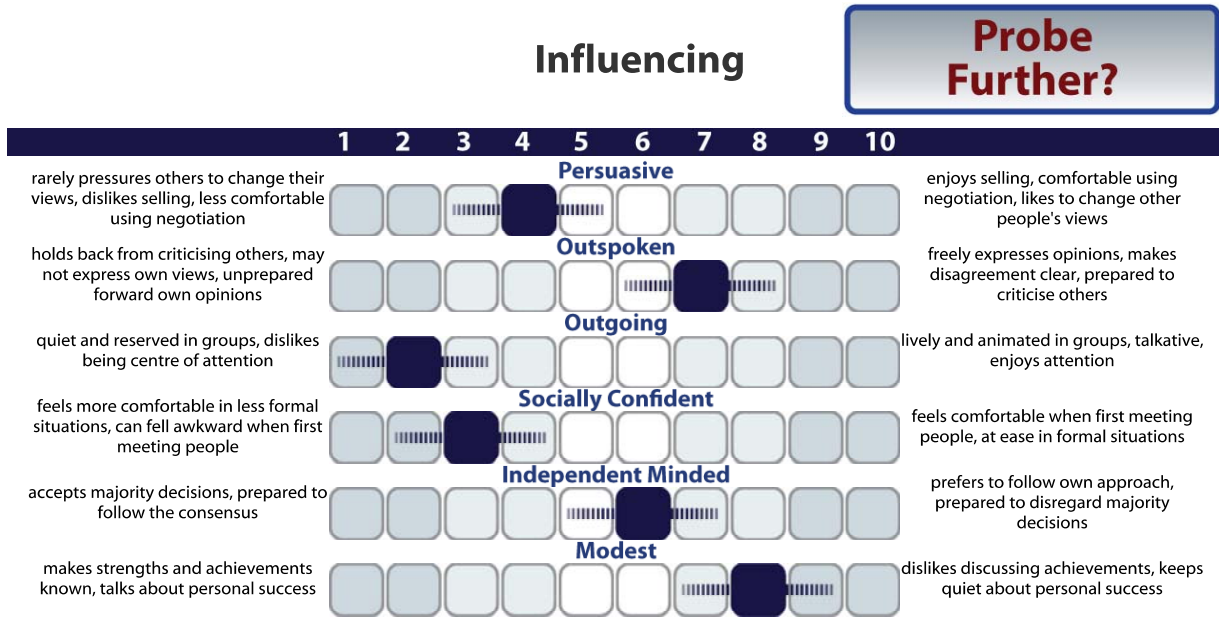 Influencing
Probe
Further?
1 2 3 4 5 6 7 8 9 10
Persuasive
rarely pressures others to change their
views, dislikes selling, less comfortable
using negotiation
enjoys selling, comfortable using
negotiation, likes to change other
people's views
Outspoken
holds back from criticising others, may
not express own views, unprepared
forward own opinions
freely expresses opinions, makes
disagreement clear, prepared to
criticise others
Outgoing
quiet and reserved in groups, dislikes
being centre of attention
lively and animated in groups, talkative,
enjoys attention
Socially Confident
feels more comfortable in less formal
situations, can fell awkward when first
meeting people
feels comfortable when first meeting
people, at ease in formal situations
Independent Minded
accepts majority decisions, prepared to
follow the consensus
prefers to follow own approach,
prepared to disregard majority
decisions
Modest
makes strengths and achievements
known, talks about personal success
dislikes discussing achievements, keeps
quiet about personal success